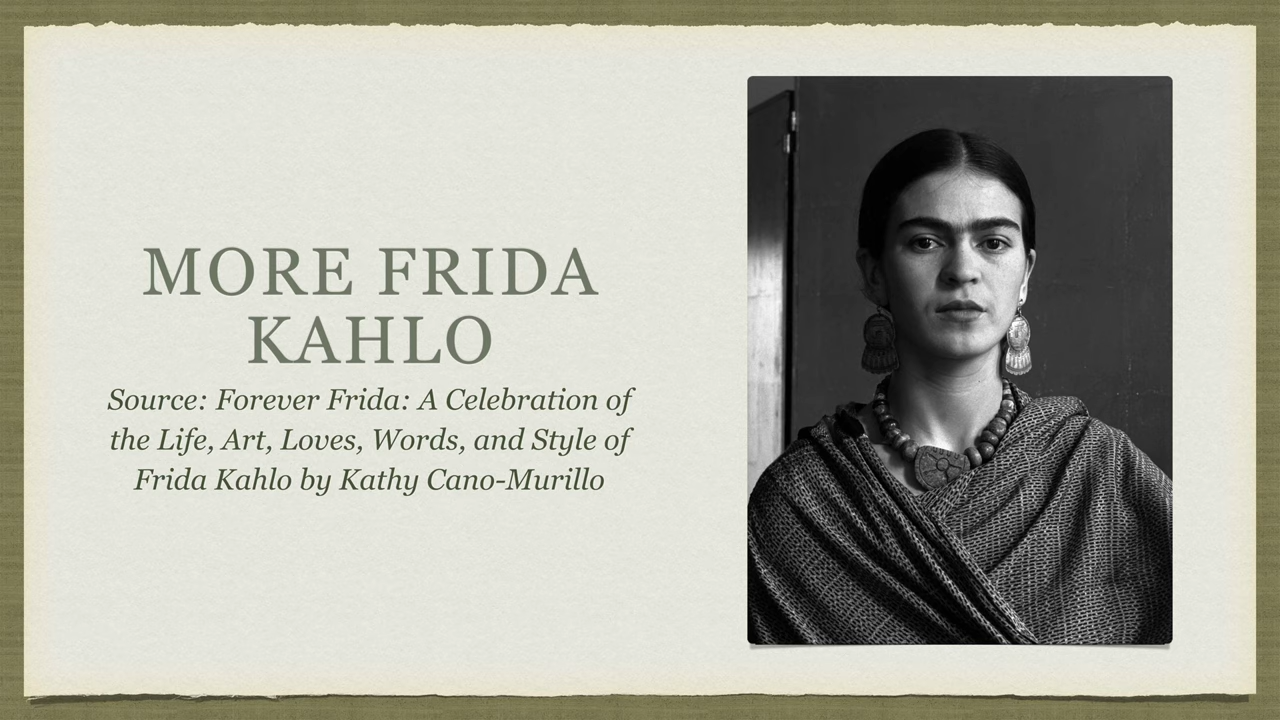 MORE FRIDA
KAHLO
Source: Forever Frida: A Celebration of
the Life, Art, Loves, Words, and Style of
Frida Kahlo by Kathy Cano-Murillo